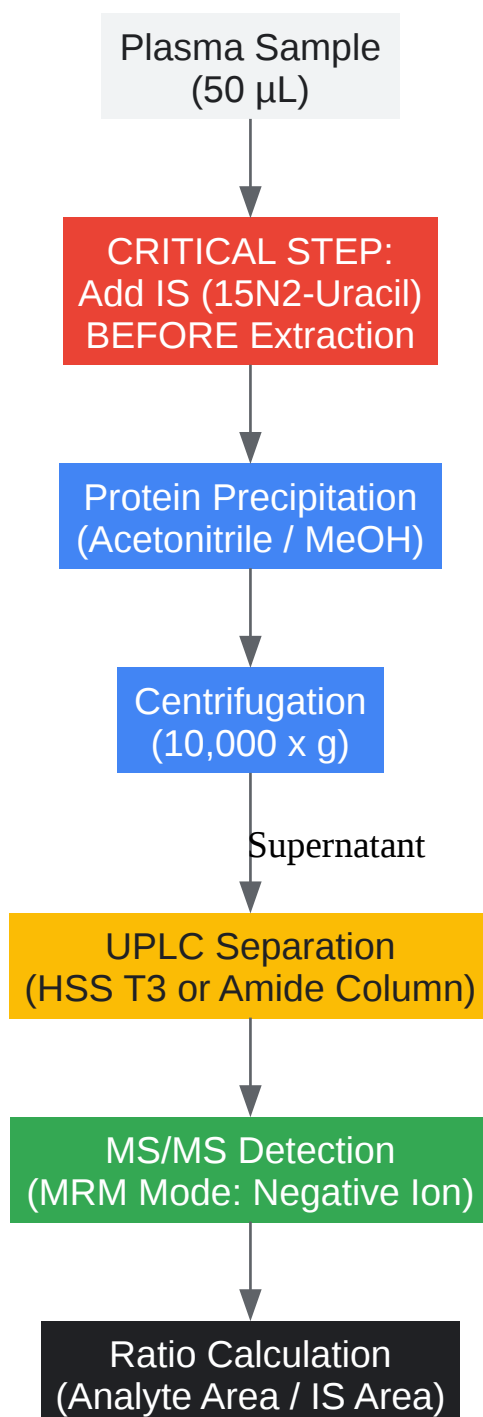 Plasma Sample
(50 µL)
CRITICAL STEP:
Add IS (15N2-Uracil)
BEFORE Extraction
Protein Precipitation
(Acetonitrile / MeOH)
Centrifugation
(10,000 x g)
Supernatant
UPLC Separation
(HSS T3 or Amide Column)
MS/MS Detection
(MRM Mode: Negative Ion)
Ratio Calculation
(Analyte Area / IS Area)